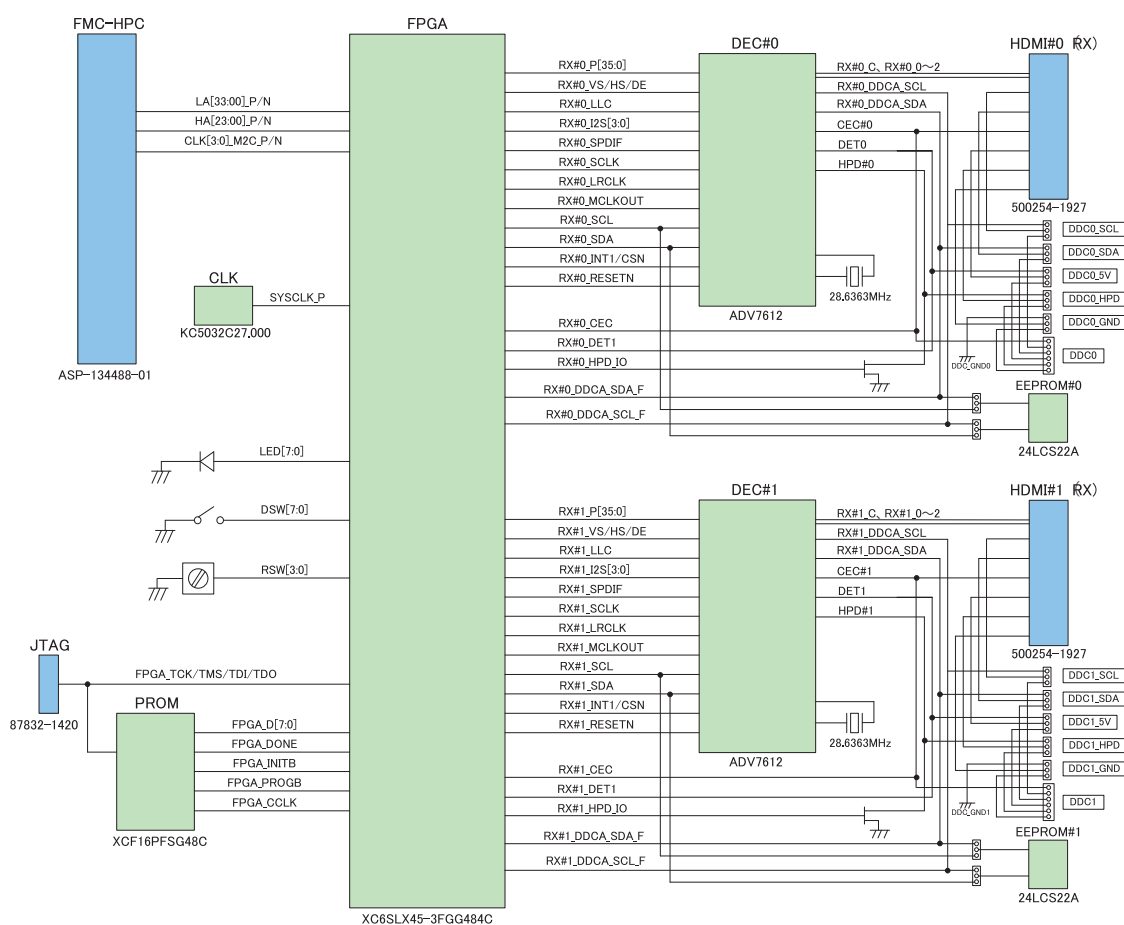 FMC-HPC
LA[33:00]_P/N
HA[23:00]_P/N
CLK[3:0]_M2C_P/N
ASP-134488-01
CLK
SYSCLK_P
KC5032C27.000
LED[7:0]
DSW[7:0]
RSW[3:0]
JTAG
FPGA_TCK/TMS/TDI/TDO
87832-1420
PROM
FPGA_D[7:0]
FPGA_DONE
FPGA_INITB
FPGA_PROGB
FPGA_CCLK
XCF16PFSG48C
FPGA
XC6SLX45-3FGG484C
RX#0_P[35:0]
RX#0_VS/HS/DE
RX#0_LLC
RX#0_I2S[3:0]
RX#0_SPDIF
RX#0_SCLK
RX#0_LRCLK
RX#0_MCLKOUT
RX#0_SCL
RX#0_SDA
RX#0_INT1/CSN
RX#0_RESETN
RX#0_CEC
RX#0_DET1
RX#0_HPD_IO
RX#0_DDCA_SDA_F
RX#0_DDCA_SCL_F
DEC#0
ADV7612
RX#0_C、RX#0_0～2
RX#0_DDCA_SCL
RX#0_DDCA_SDA
CEC#0
DET0
HPD#0
28.6363MHz
HDMI#0 (RX)
500254-1927
DDC0_SCL
DDC0_SDA
DDC0_5V
DDC0_HPD
DDC0_GND
DDC_GND0
DDC0
EEPROM#0
24LCS22A
RX#1_P[35:0]
RX#1_VS/HS/DE
RX#1_LLC
RX#1_I2S[3:0]
RX#1_SPDIF
RX#1_SCLK
RX#1_LRCLK
RX#1_MCLKOUT
RX#1_SCL
RX#1_SDA
RX#1_INT1/CSN
RX#1_RESETN
RX#1_CEC
RX#1_DET1
RX#1_HPD_IO
RX#1_DDCA_SDA_F
RX#1_DDCA_SCL_F
DEC#1
ADV7612
RX#1_C、RX#1_0～2
RX#1_DDCA_SCL
RX#1_DDCA_SDA
CEC#1
DET1
HPD#1
28.6363MHz
HDMI#1 (RX)
500254-1927
DDC1_SCL
DDC1_SDA
DDC1_5V
DDC1_HPD
DDC1_GND
DDC_GND1
DDC1
EEPROM#1
24LCS22A